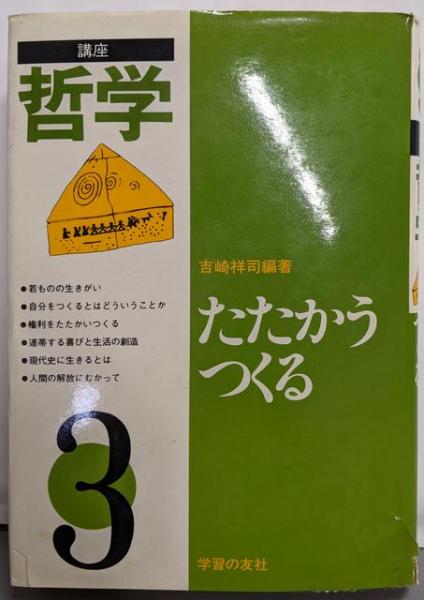 講座
哲学
●若ものの生きがい
●自分をつくるとはどういうことか
●権利をたたかいつくる
●連帯する喜びと生活の創造
●現代史に生きるとは
●人間の解放にむかって
3
吉崎祥司編著
たたかう
つくる
学習の友社